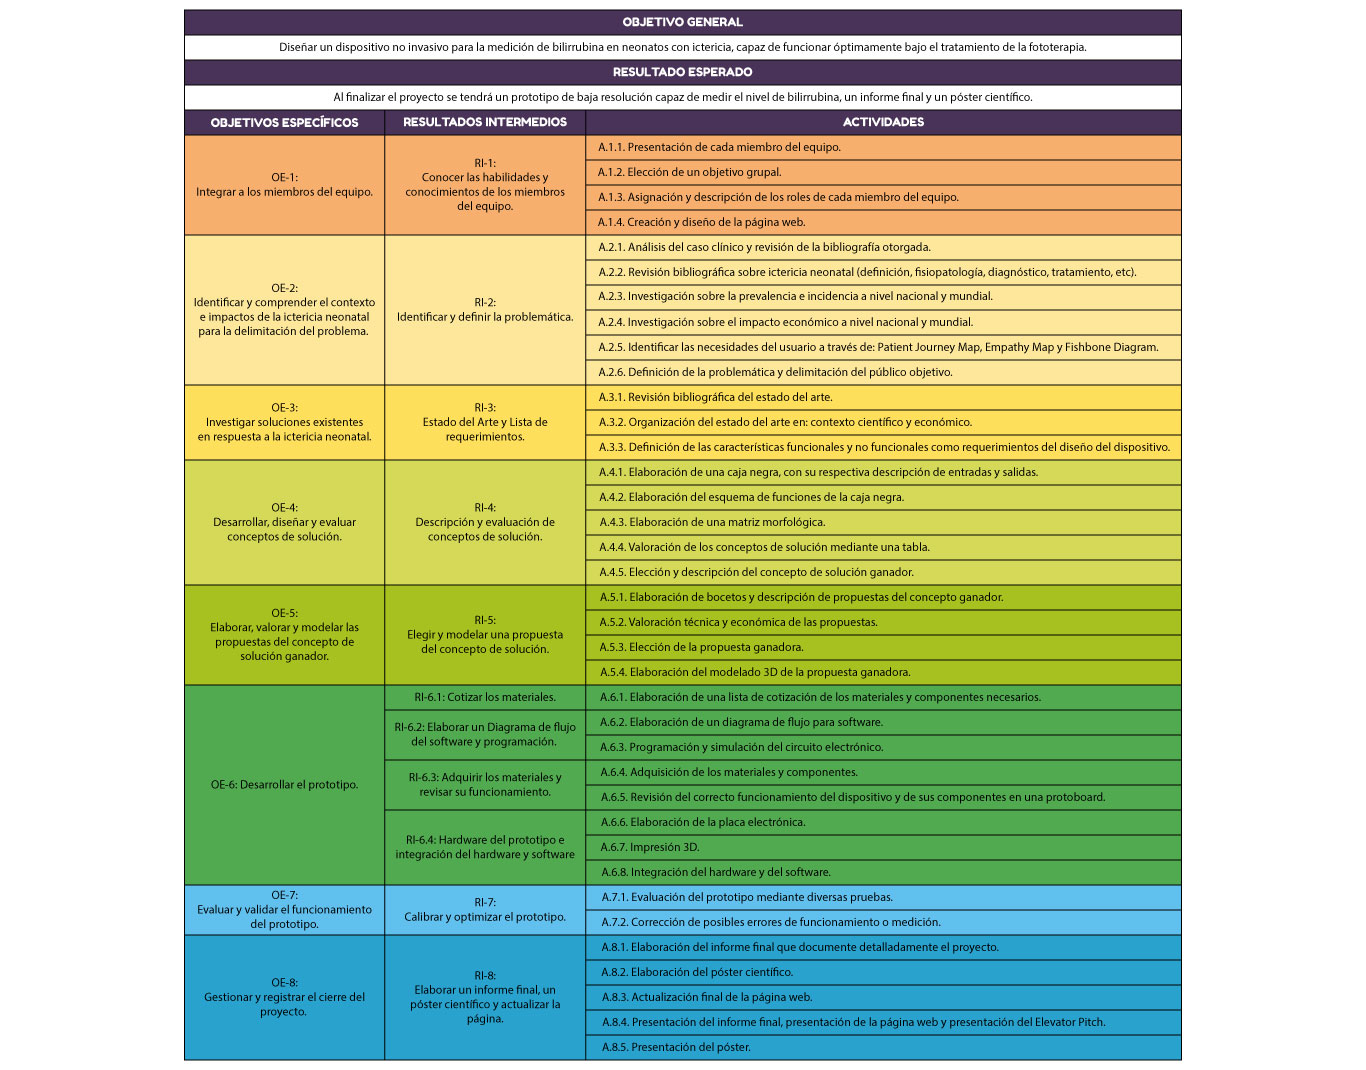 OBJETIVO GENERAL
Diseñar un dispositivo no invasivo para la medición de bilirrubina en neonatos con ictericia, capaz de funcionar óptimamente bajo el tratamiento de la fototerapia.
RESULTADO ESPERADO
Al finalizar el proyecto se tendrá un prototipo de baja resolución capaz de medir el nivel de bilirrubina, un informe final y un póster científico.
OBJETIVOS ESPECÍFICOS
RESULTADOS INTERMEDIOS
ACTIVIDADES
OE-1:
Integrar a los miembros del equipo.
RI-1:
Conocer las habilidades y
conocimientos de los miembros
del equipo.
A.1.1. Presentación de cada miembro del equipo.
A.1.2. Elección de un objetivo grupal.
A.1.3. Asignación y descripción de los roles de cada miembro del equipo.
A.1.4. Creación y diseño de la página web.
OE-2:
Identificar y comprender el contexto
e impactos de la ictericia neonatal
para la delimitación del problema.
RI-2:
Identificar y definir la problemática.
A.2.1. Análisis del caso clínico y revisión de la bibliografía otorgada.
A.2.2. Revisión bibliográfica sobre ictericia neonatal (definición, fisiopatología, diagnóstico, tratamiento, etc).
A.2.3. Investigación sobre la prevalencia e incidencia a nivel nacional y mundial.
A.2.4. Investigación sobre el impacto económico a nivel nacional y mundial.
A.2.5. Identificar las necesidades del usuario a través de: Patient Journey Map, Empathy Map y Fishbone Diagram.
A.2.6. Definición de la problemática y delimitación del público objetivo.
OE-3:
Investigar soluciones existentes
en respuesta a la ictericia neonatal.
RI-3:
Estado del Arte y Lista de
requerimientos.
A.3.1. Revisión bibliográfica del estado del arte.
A.3.2. Organización del estado del arte en: contexto científico y económico.
A.3.3. Definición de las características funcionales y no funcionales como requerimientos del diseño del dispositivo.
OE-4:
Desarrollar, diseñar y evaluar
conceptos de solución.
RI-4:
Descripción y evaluación de
conceptos de solución.
A.4.1. Elaboración de una caja negra, con su respectiva descripción de entradas y salidas.
A.4.2. Elaboración del esquema de funciones de la caja negra.
A.4.3. Elaboración de una matriz morfológica.
A.4.4. Valoración de los conceptos de solución mediante una tabla.
A.4.5. Elección y descripción del concepto de solución ganador.
OE-5:
Elaborar, valorar y modelar las
propuestas del concepto de
solución ganador.
RI-5:
Elegir y modelar una propuesta
del concepto de solución.
A.5.1. Elaboración de bocetos y descripción de propuestas del concepto ganador.
A.5.2. Valoración técnica y económica de las propuestas.
A.5.3. Elección de la propuesta ganadora.
A.5.4. Elaboración del modelado 3D de la propuesta ganadora.
OE-6: Desarrollar el prototipo.
RI-6.1: Cotizar los materiales.
A.6.1. Elaboración de una lista de cotización de los materiales y componentes necesarios.
RI-6.2: Elaborar un Diagrama de flujo
del software y programación.
A.6.2. Elaboración de un diagrama de flujo para software.
A.6.3. Programación y simulación del circuito electrónico.
RI-6.3: Adquirir los materiales y
revisar su funcionamiento.
A.6.4. Adquisición de los materiales y componentes.
A.6.5. Revisión del correcto funcionamiento del dispositivo y de sus componentes en una protoboard.
RI-6.4: Hardware del prototipo e
integración del hardware y software
A.6.6. Elaboración de la placa electrónica.
A.6.7. Impresión 3D.
A.6.8. Integración del hardware y del software.
OE-7:
Evaluar y validar el funcionamiento
del prototipo.
RI-7:
Calibrar y optimizar el prototipo.
A.7.1. Evaluación del prototipo mediante diversas pruebas.
A.7.2. Corrección de posibles errores de funcionamiento o medición.
OE-8:
Gestionar y registrar el cierre del
proyecto.
RI-8:
Elaborar un informe final, un
póster científico y actualizar la
página.
A.8.1. Elaboración del informe final que documente detalladamente el proyecto.
A.8.2. Elaboración del póster científico.
A.8.3. Actualización final de la página web.
A.8.4. Presentación del informe final, presentación de la página web y presentación del Elevator Pitch.
A.8.5. Presentación del póster.